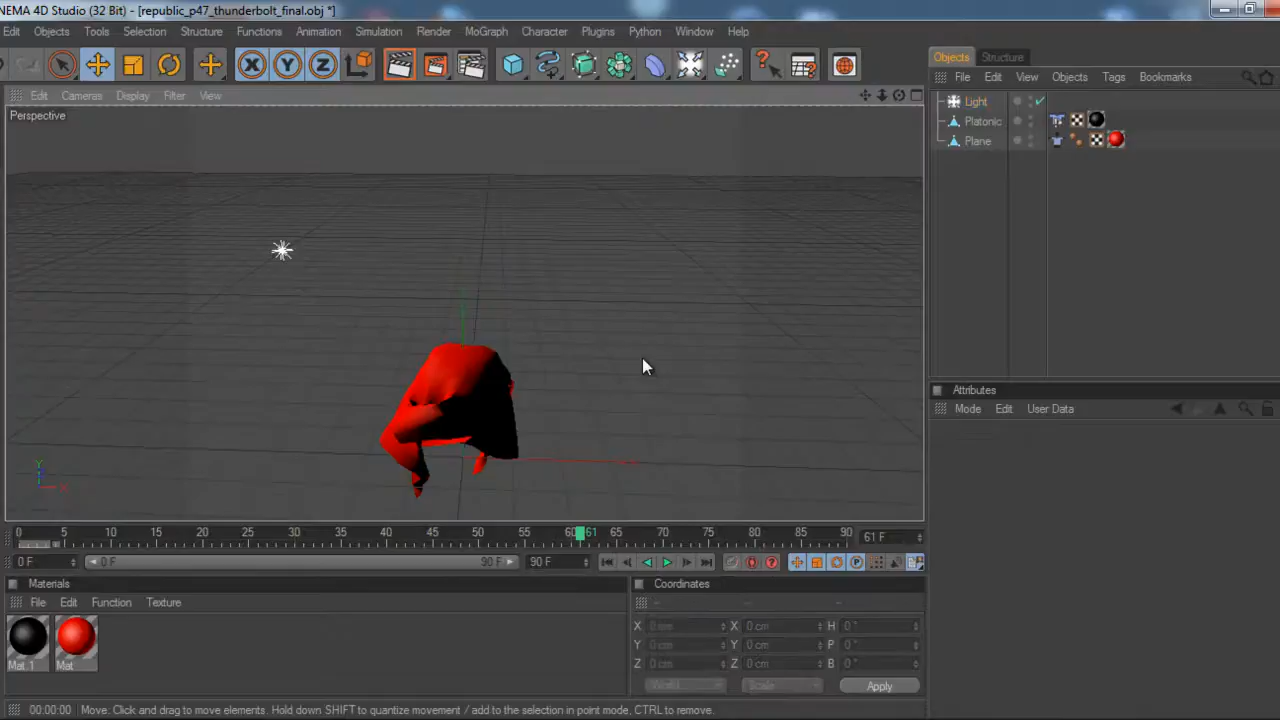 NEMA 4D Studio (32 Bit) - [republic_p47_thunderbolt_final.obj *]
Edit Objects Tools Selection Structure Functions Animation Simulation Render MoGraph Character Plugins Python Window Help
X Y Z
Edit Cameras Display Filter View
Perspective
Objects Structure
File Edit View Objects Tags Bookmarks
Light
Platonic
Plane
Attributes
Mode Edit User Data
Y
X
0 5 10 15 20 25 30 35 40 45 50 55 60 61 65 70 75 80 85 90 61 F
0 F 0 F 90 F 90 F
Materials
File Edit Function Texture
Mat.1 Mat
Coordinates
X 0 cm X 0 cm H 0 °
Y 0 cm Y 0 cm P 0 °
Z 0 cm Z 0 cm B 0 °
World Scale Apply
00:00:00 Move: Click and drag to move elements. Hold down SHIFT to quantize movement / add to the selection in point mode, CTRL to remove.